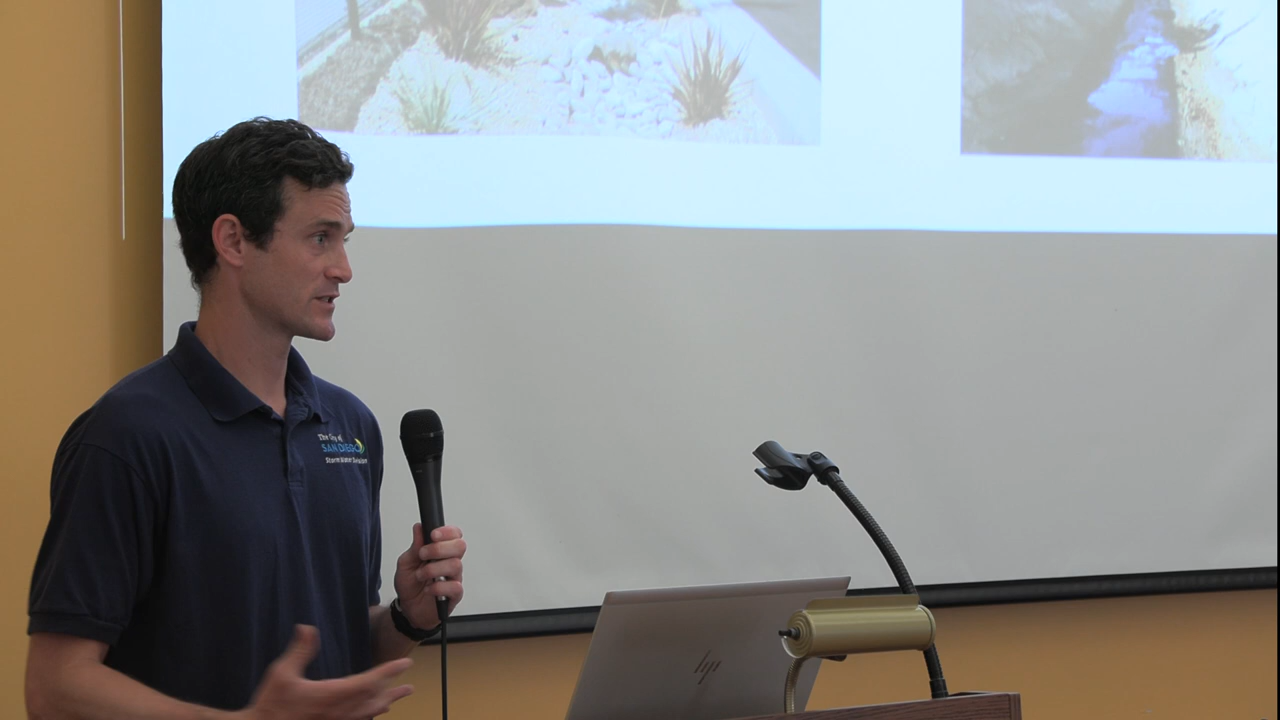 The City of
SAN DIEGO
Storm Water Division
hp